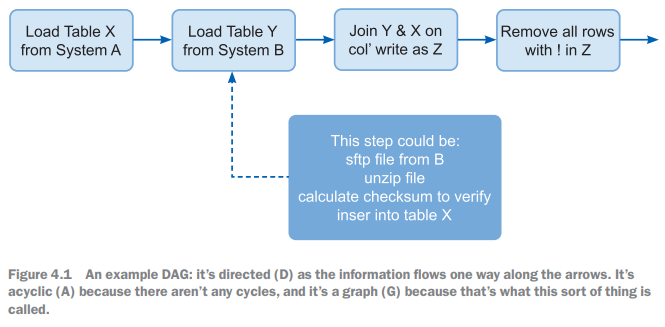 Load Table X
from System A
Load Table Y
from System B
Join Y & X on
col’ write as Z
Remove all rows
with ! in Z
This step could be:
sftp file from B
unzip file
calculate checksum to verify
inser into table X
Figure 4.1 An example DAG: it’s directed (D) as the information flows one way along the arrows. It’s
acyclic (A) because there aren’t any cycles, and it’s a graph (G) because that’s what this sort of thing is
called.